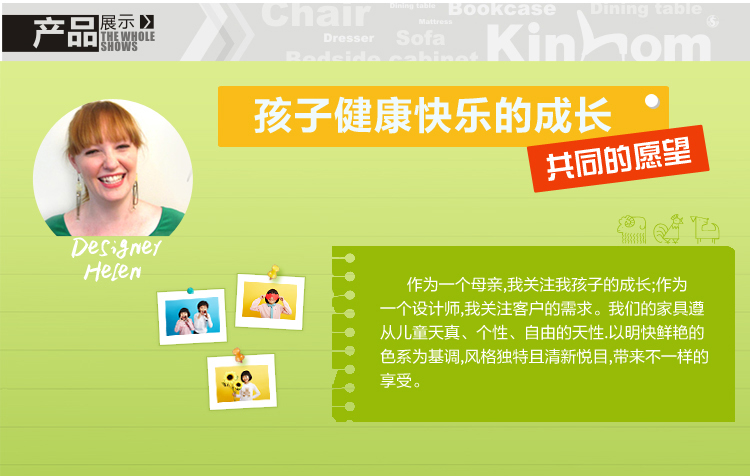 产品展示
THE WHOLE
SHOWS
Chair
Dining table
Bookcase
Dining table
Mattress
Dresser
Sofa
Kinhom
Bedside cabinet
孩子健康快乐的成长
共同的愿望
Designer
Helen
作为一个母亲,我关注我孩子的成长;作为
一个设计师,我关注客户的需求。我们的家具遵
从儿童天真、个性、自由的天性.以明快鲜艳的
色系为基调,风格独特且清新悦目,带来不一样的
享受。